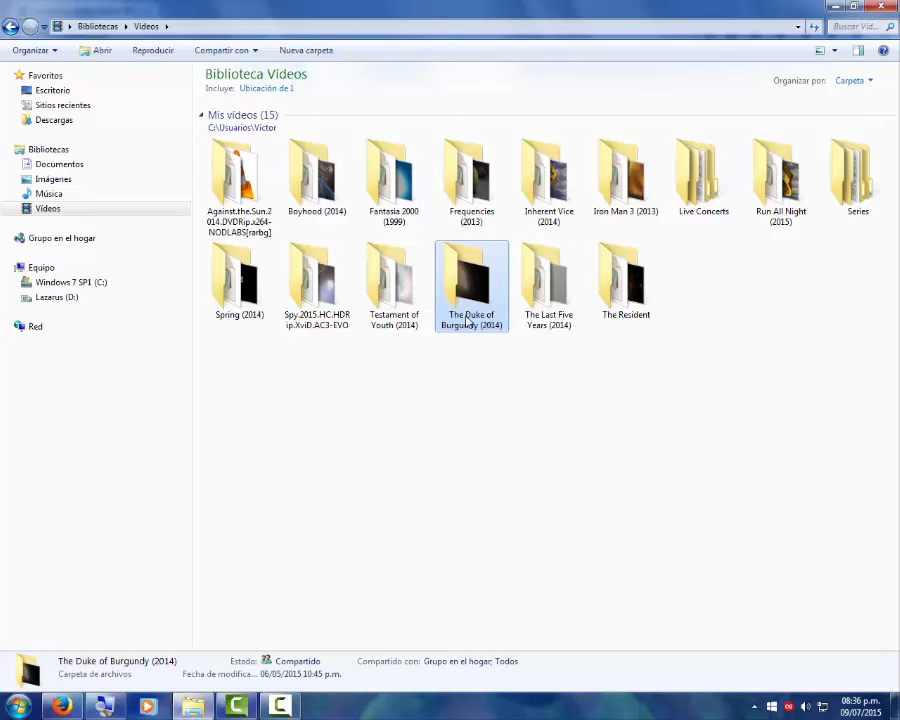 Bibliotecas Vídeos
Buscar Víd...
Organizar Abrir Reproducir Compartir con Nueva carpeta
Favoritos
Escritorio
Sitios recientes
Descargas
Bibliotecas
Documentos
Imágenes
Música
Vídeos
Grupo en el hogar
Equipo
Windows 7 SP1 (C:)
Lazarus (D:)
Red
Biblioteca Vídeos
Incluye: Ubicación de 1
Organizar por: Carpeta
Mis vídeos (15)
C:\Usuarios\Victor
Against.the.Sun.2
014.DVDRip.x264-
NODLABS[rarbg]
Boyhood (2014)
Fantasia 2000
(1999)
Frequencies
(2013)
Inherent Vice
(2014)
Iron Man 3 (2013)
Live Concerts
Run All Night
(2015)
Series
Spring (2014)
Spy.2015.HC.HDR
ip.XviD.AC3-EVO
Testament of
Youth (2014)
The Duke of
Burgundy (2014)
The Last Five
Years (2014)
The Resident
The Duke of Burgundy (2014) Estado: Compartido Compartido con: Grupo en el hogar; Todos
Carpeta de archivos Fecha de modifica... 06/05/2015 10:45 p.m.
08:36 p.m.
09/07/2015